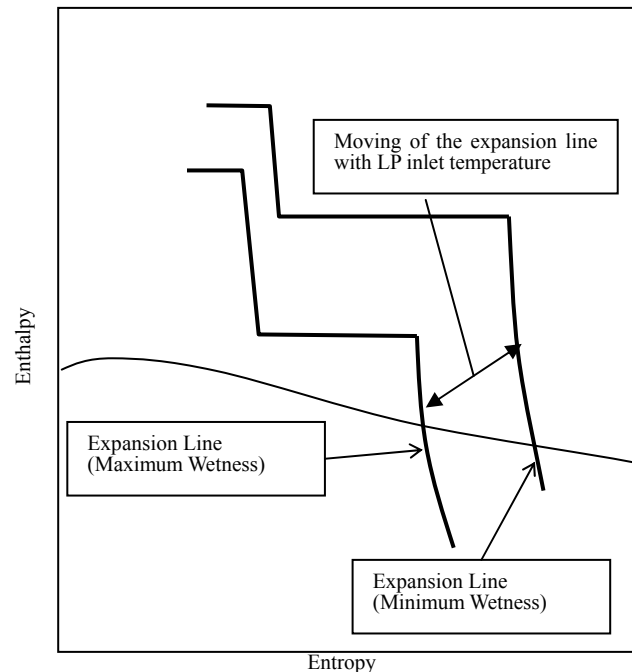 Moving of the expansion line
with LP inlet temperature
Enthalpy
Expansion Line
(Maximum Wetness)
Expansion Line
(Minimum Wetness)
Entropy